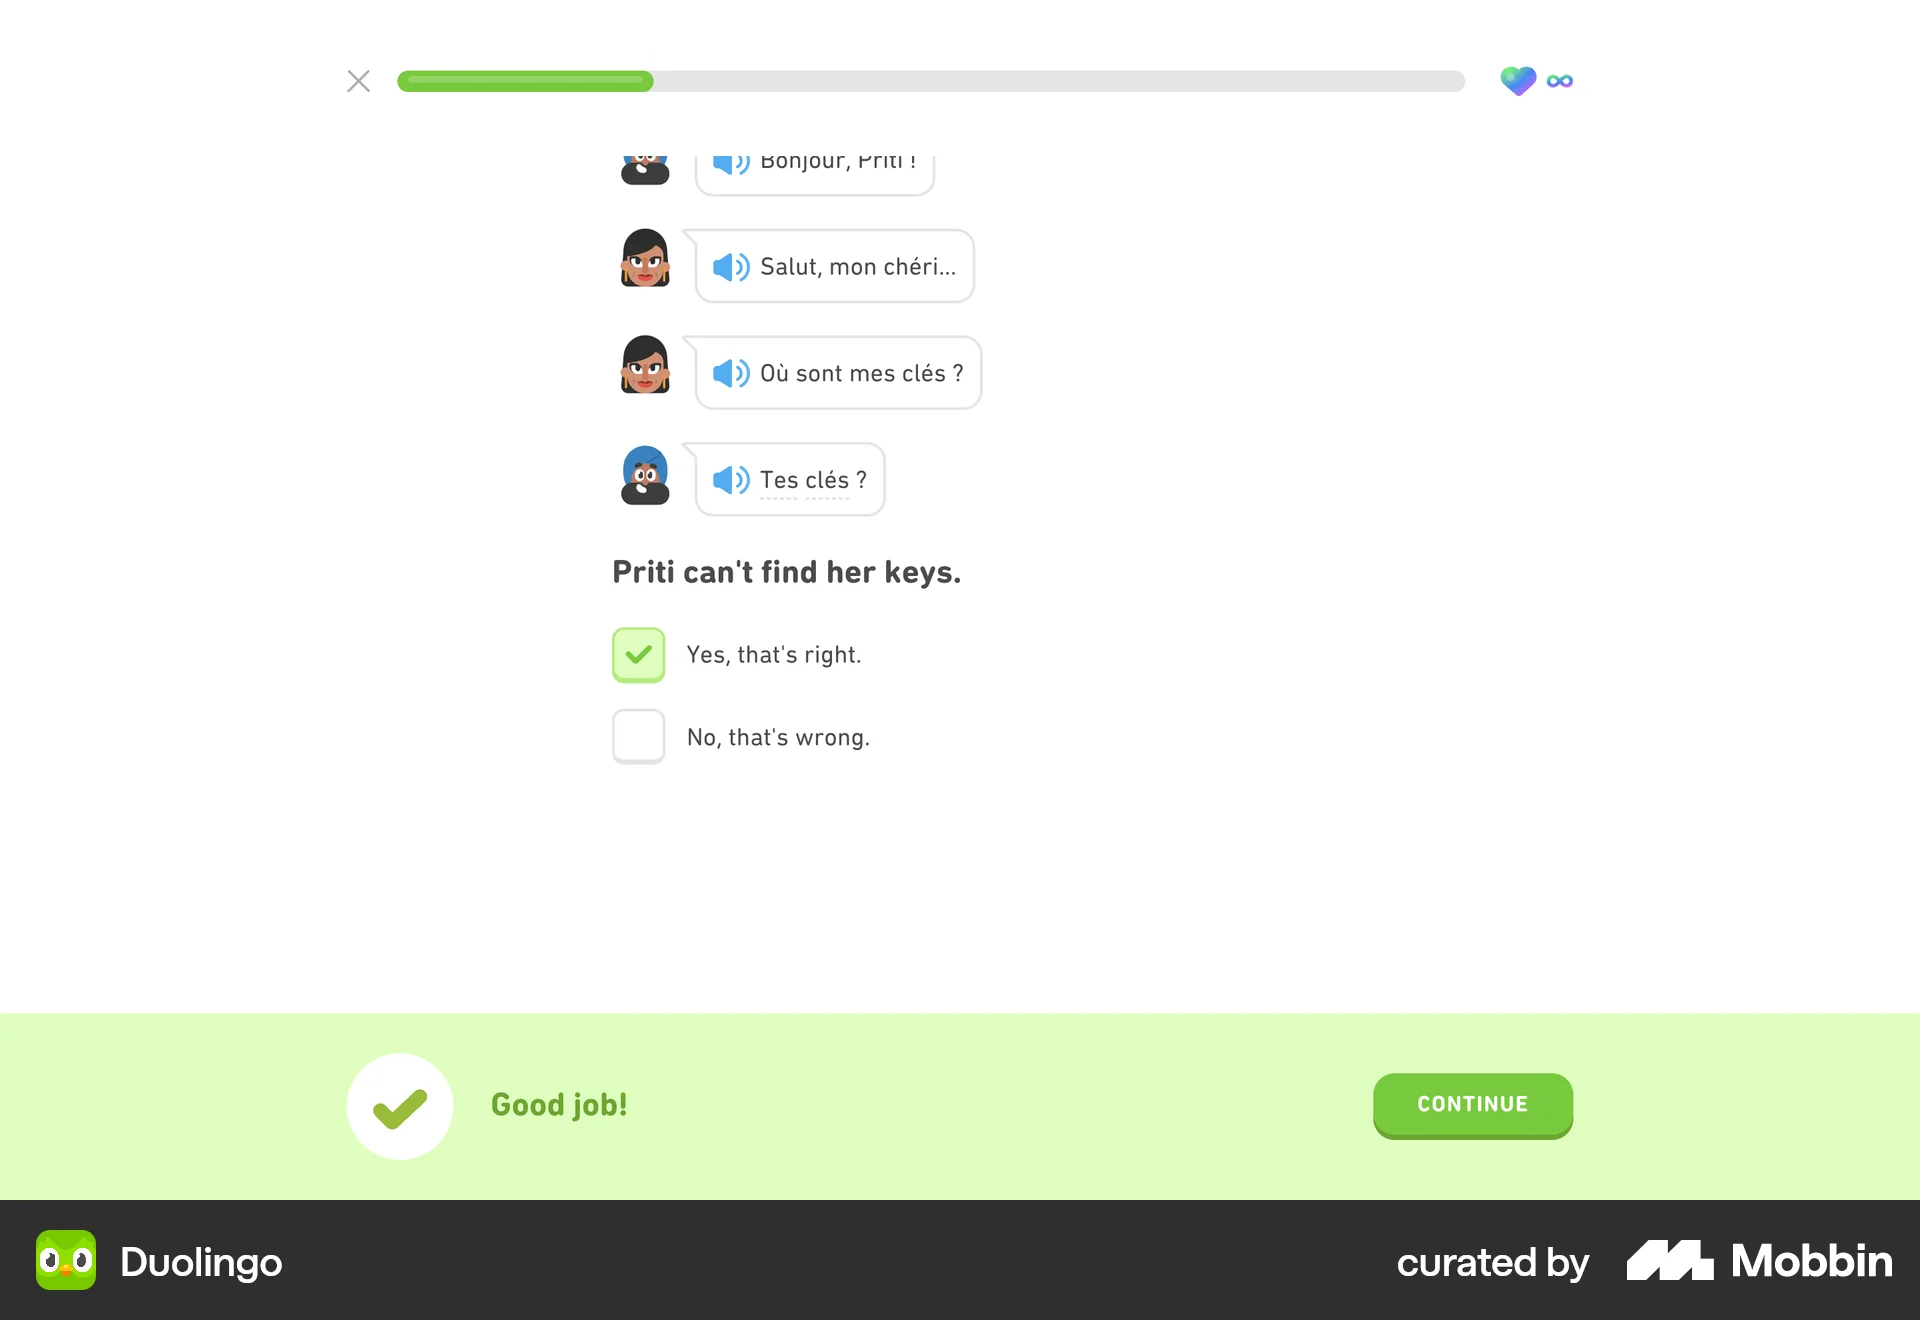 Bonjour, Priti !
Salut, mon chéri...
Où sont mes clés ?
Tes clés ?
Priti can't find her keys.
Yes, that's right.
No, that's wrong.
Good job!
CONTINUE
Duolingo
curated by Mobbin